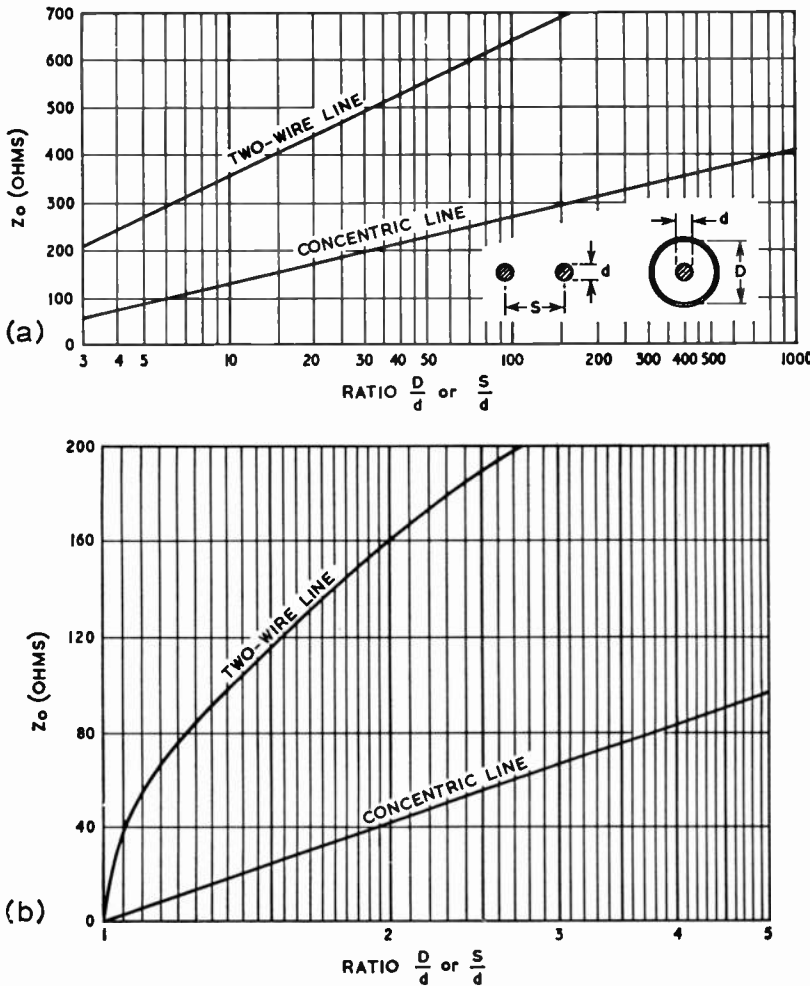 700
600
500
400
300
200
100
0
Zo (OHMS)
TWO-WIRE LINE
CONCENTRIC LINE
d
D
d
S
(a)
3 4 5 10 20 30 40 50 100 200 300 400 500 1000
RATIO D/d or S/d
200
160
120
80
40
0
Zo (OHMS)
TWO-WIRE LINE
CONCENTRIC LINE
(b)
1 2 3 4 5
RATIO D/d or S/d